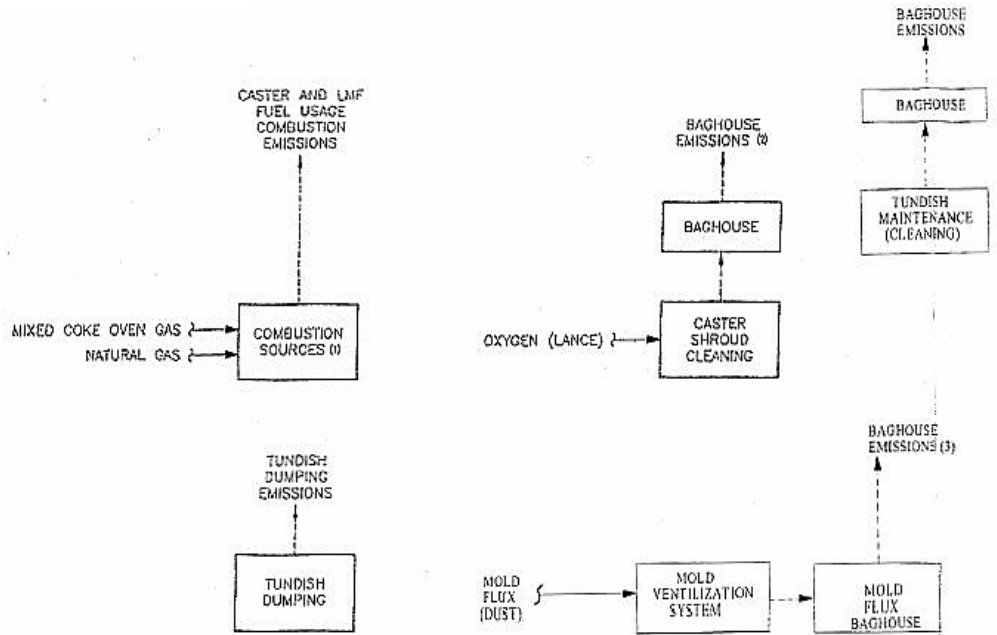 BAGHOUSE
EMISSIONS
BAGHOUSE
TUNDISH
MAINTENANCE
(CLEANING)
CASTER AND LMF
FUEL USAGE
COMBUSTION
EMISSIONS
BAGHOUSE
EMISSIONS (2)
BAGHOUSE
MIXED COKE OVEN GAS
NATURAL GAS
COMBUSTION
SOURCES (1)
OXYGEN (LANCE)
CASTER
SHROUD
CLEANING
TUNDISH
DUMPING
EMISSIONS
TUNDISH
DUMPING
BAGHOUSE
EMISSIONS (3)
MOLD
FLUX
(DUST)
MOLD
VENTILIZATION
SYSTEM
MOLD
FLUX
BAGHOUSE